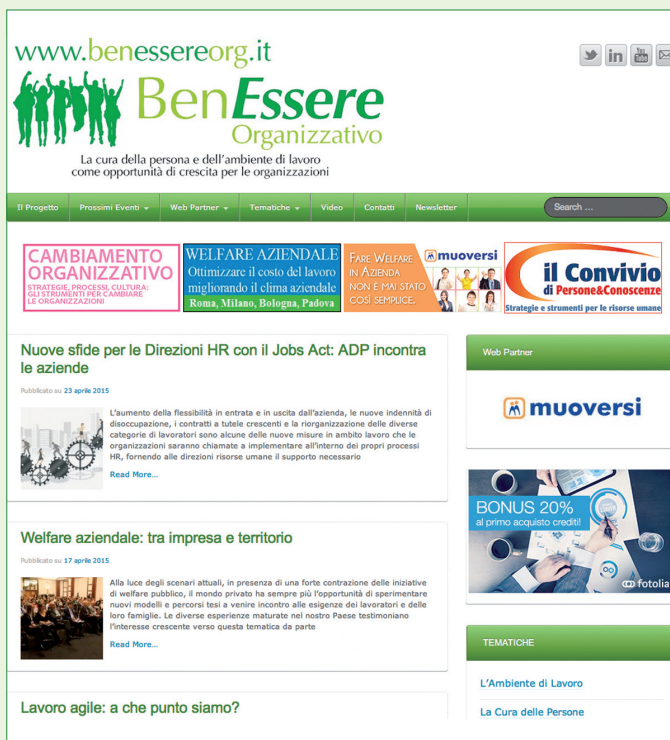 www.benessereorg.it
BenEssere
Organizzativo
La cura della persona e dell'ambiente di lavoro
come opportunità di crescita per le organizzazioni
Il Progetto
Prossimi Eventi
Web Partner
Tematiche
Video
Contatti
Newsletter
Search ...
CAMBIAMENTO
ORGANIZZATIVO
STRATEGIE, PROCESSI, CULTURA:
GLI STRUMENTI PER CAMBIARE
LE ORGANIZZAZIONI
WELFARE AZIENDALE
Ottimizzare il costo del lavoro
migliorando il clima aziendale
Roma, Milano, Bologna, Padova
FARE WELFARE
IN AZIENDA
NON È MAI STATO
COSÌ SEMPLICE.
muoversi
il Convivio
di Persone&Conoscenze
Strategie e strumenti per le risorse umane
Nuove sfide per le Direzioni HR con il Jobs Act: ADP incontra
le aziende
Pubblicato su 23 aprile 2015
L'aumento della flessibilità in entrata e in uscita dall'azienda, le nuove indennità di
disoccupazione, i contratti a tutele crescenti e la riorganizzazione delle diverse
categorie di lavoratori sono alcune delle nuove misure in ambito lavoro che le
organizzazioni saranno chiamate a implementare all'interno dei propri processi
HR, fornendo alle direzioni risorse umane il supporto necessario
Read More...
Welfare aziendale: tra impresa e territorio
Pubblicato su 17 aprile 2015
Alla luce degli scenari attuali, in presenza di una forte contrazione delle iniziative
di welfare pubblico, il mondo privato ha sempre più l'opportunità di sperimentare
nuovi modelli e percorsi tesi a venire incontro alle esigenze dei lavoratori e delle
loro famiglie. Le diverse esperienze maturate nel nostro Paese testimoniano
l'interesse crescente verso questa tematica da parte
Read More...
Lavoro agile: a che punto siamo?
Web Partner
muoversi
BONUS 20%
al primo acquisto crediti!
fotolia
TEMATICHE
L'Ambiente di Lavoro
La Cura delle Persone